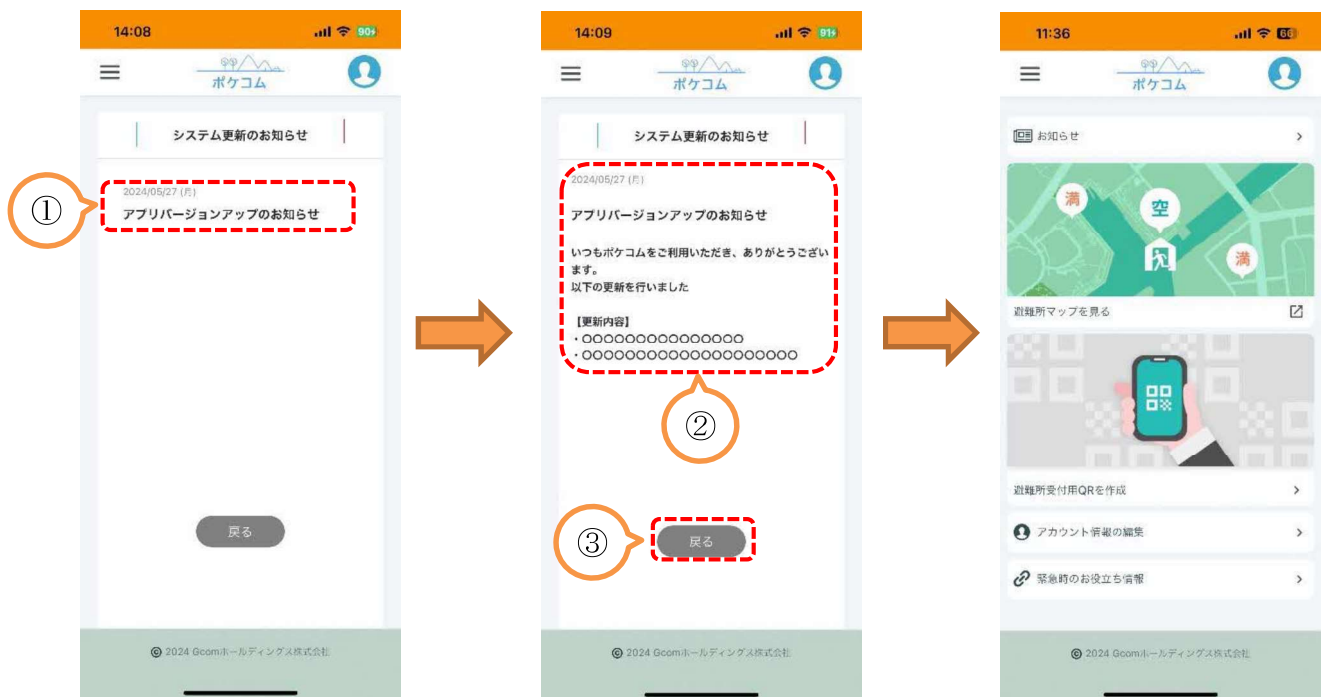 14:08
90
ポケコム
システム更新のお知らせ
①
2024/05/27 (月)
アプリバージョンアップのお知らせ
戻る
© 2024 Gcomホールディングス株式会社
14:09
91
ポケコム
システム更新のお知らせ
2024/05/27 (月)
アプリバージョンアップのお知らせ
いつもポケコムをご利用いただき、ありがとうござい
ます。
以下の更新を行いました
【更新内容】
・○○○○○○○○○○○○○○○
・○○○○○○○○○○○○○○○○○○○○
②
③
戻る
© 2024 Gcomホールディングス株式会社
11:36
66
ポケコム
お知らせ
満
空
満
避難所マップを見る
避難所受付用QRを作成
アカウント情報の編集
緊急時のお役立ち情報
© 2024 Gcomホールディングス株式会社